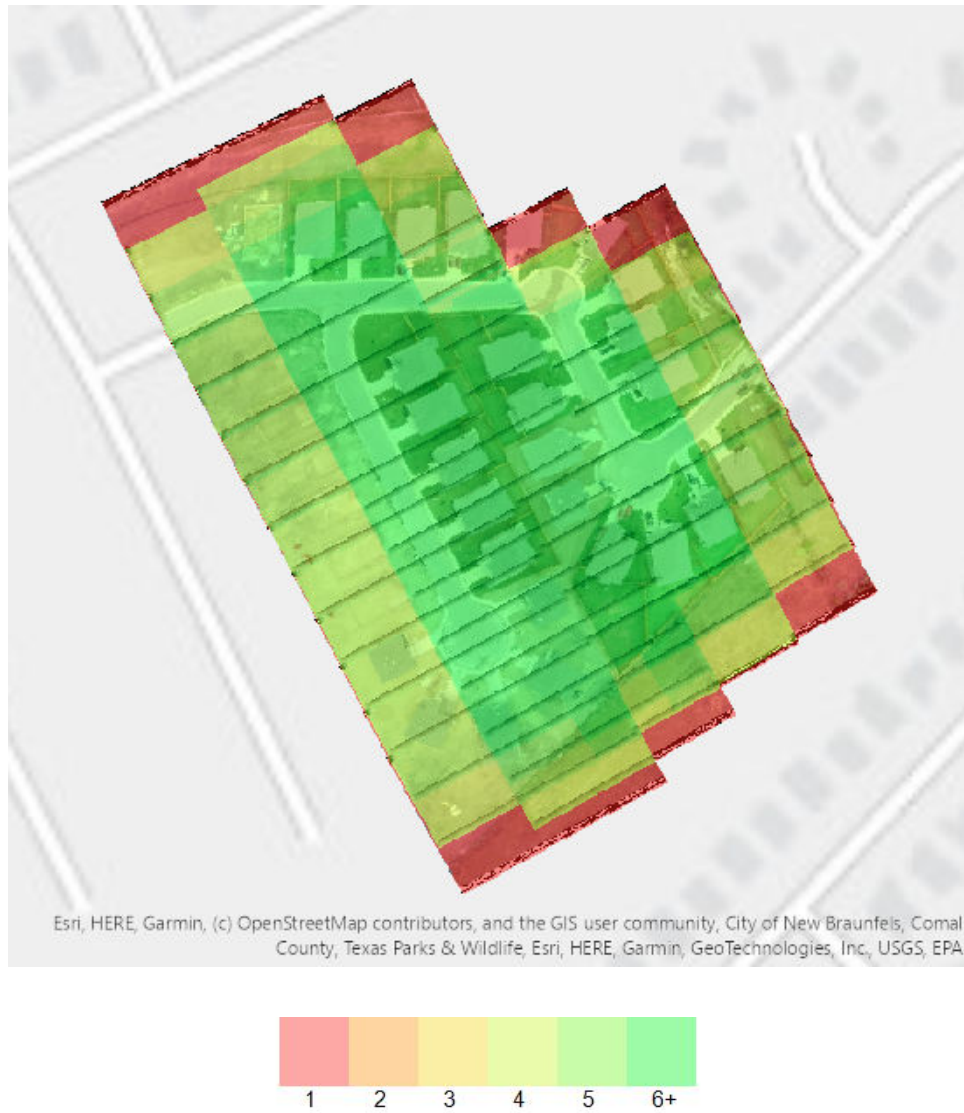 Esri, HERE, Garmin, (c) OpenStreetMap contributors, and the GIS user community, City of New Braunfels, Comal
County, Texas Parks & Wildlife, Esri, HERE, Garmin, GeoTechnologies, Inc., USGS, EPA
1 2 3 4 5 6+